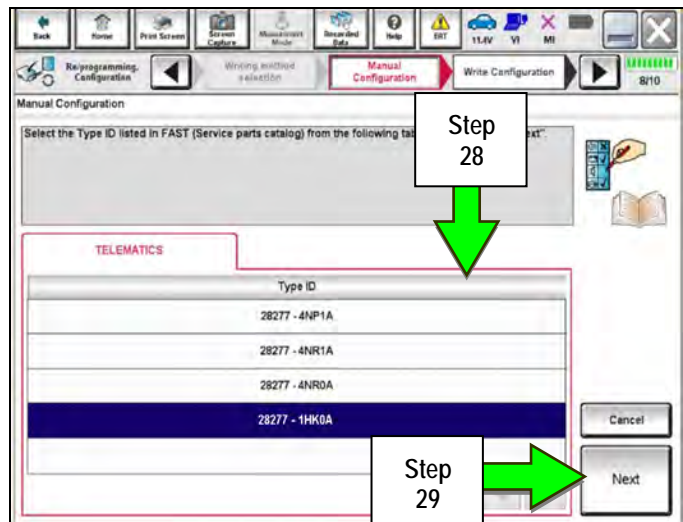 Back
Home
Print Screen
Screen
Capture
Measurement
Mode
Recorded
Data
Help
ERT
11.4V
VI
MI
Re/programming,
Configuration
Writing method
selection
Manual
Configuration
Write Configuration
8/10
Manual Configuration
Select the Type ID listed in FAST (Service parts catalog) from the following
Step
28
TELEMATICS
Type ID
28277 - 4NP1A
28277 - 4NR1A
28277 - 4NR0A
28277 - 1HK0A
Cancel
Step
29
Next